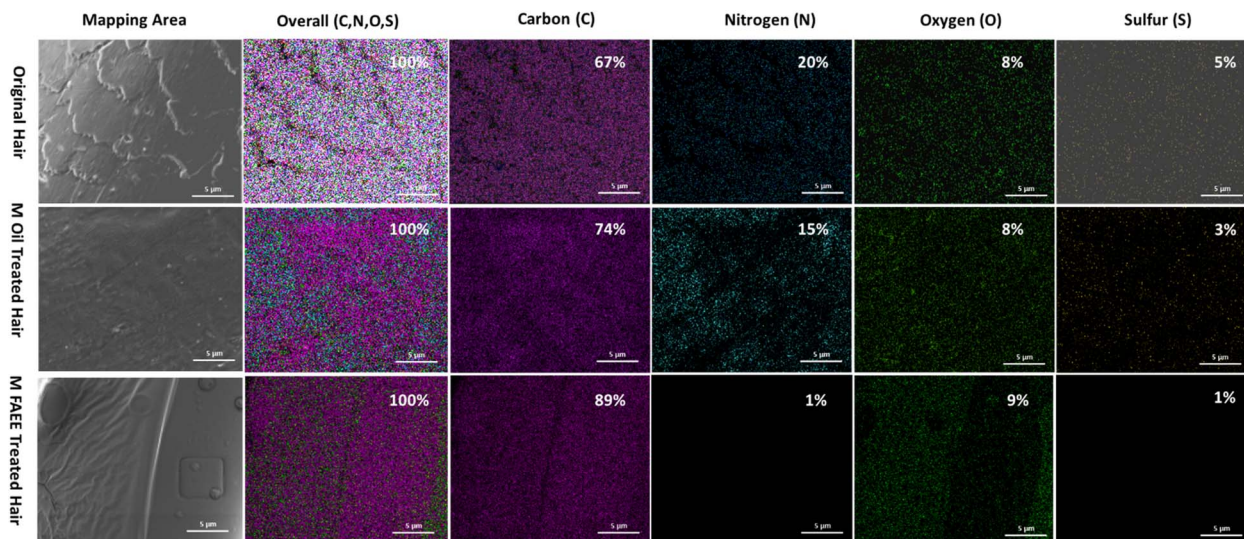 Mapping Area Overall (C,N,O,S) Carbon (C) Nitrogen (N) Oxygen (O) Sulfur (S)
Original Hair
100% 67% 20% 8% 5%
5 µm 5 µm 5 µm 5 µm 5 µm 5 µm
M Oil Treated Hair
100% 74% 15% 8% 3%
5 µm 5 µm 5 µm 5 µm 5 µm 5 µm
M FAEE Treated Hair
100% 89% 1% 9% 1%
5 µm 5 µm 5 µm 5 µm 5 µm 5 µm